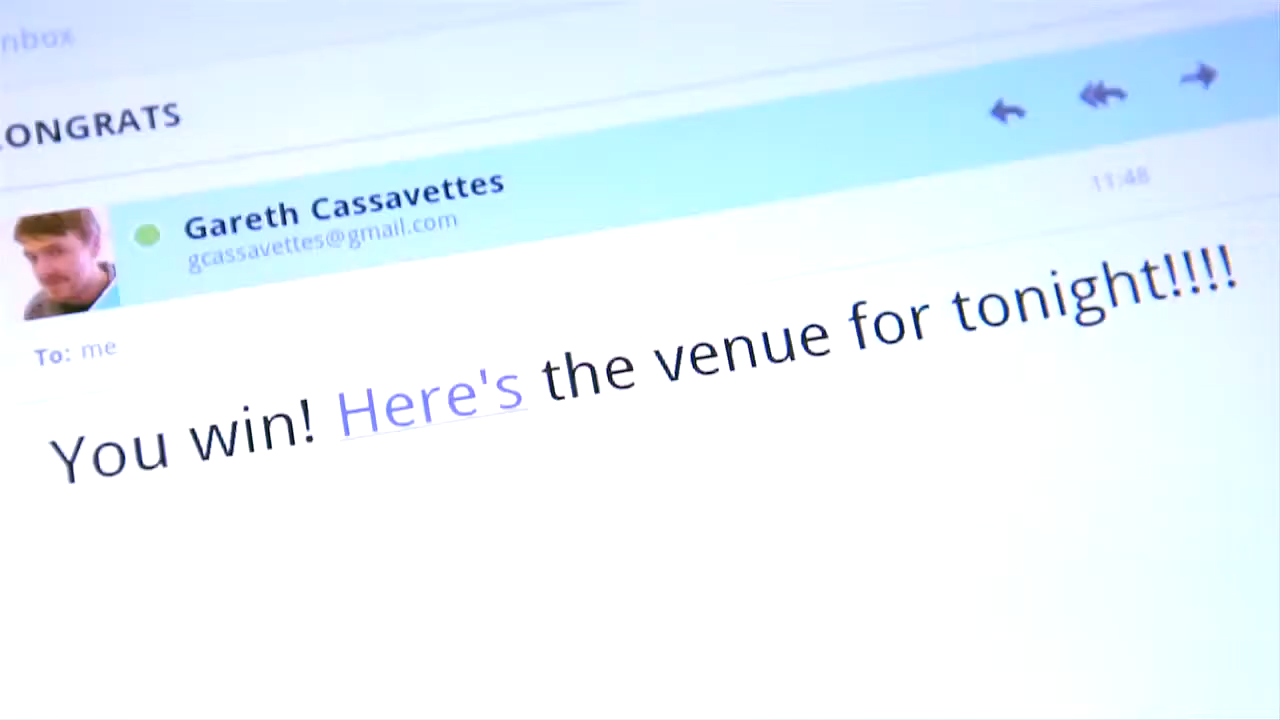 nbox
ONGRATS
Gareth Cassavettes
gcassavettes@gmail.com
11:48
To: me
You win! Here's the venue for tonight!!!!